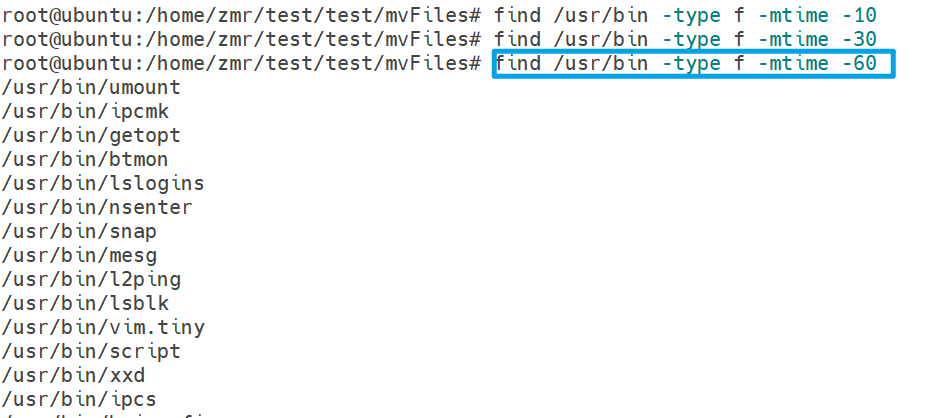 root@ubuntu:/home/zmr/test/test/mvFiles# find /usr/bin -type f -mtime -10
root@ubuntu:/home/zmr/test/test/mvFiles# find /usr/bin -type f -mtime -30
root@ubuntu:/home/zmr/test/test/mvFiles# find /usr/bin -type f -mtime -60
/usr/bin/umount
/usr/bin/ipcmk
/usr/bin/getopt
/usr/bin/btmon
/usr/bin/lslogins
/usr/bin/nsenter
/usr/bin/snap
/usr/bin/mesg
/usr/bin/l2ping
/usr/bin/lsblk
/usr/bin/vim.tiny
/usr/bin/script
/usr/bin/xxd
/usr/bin/ipcs